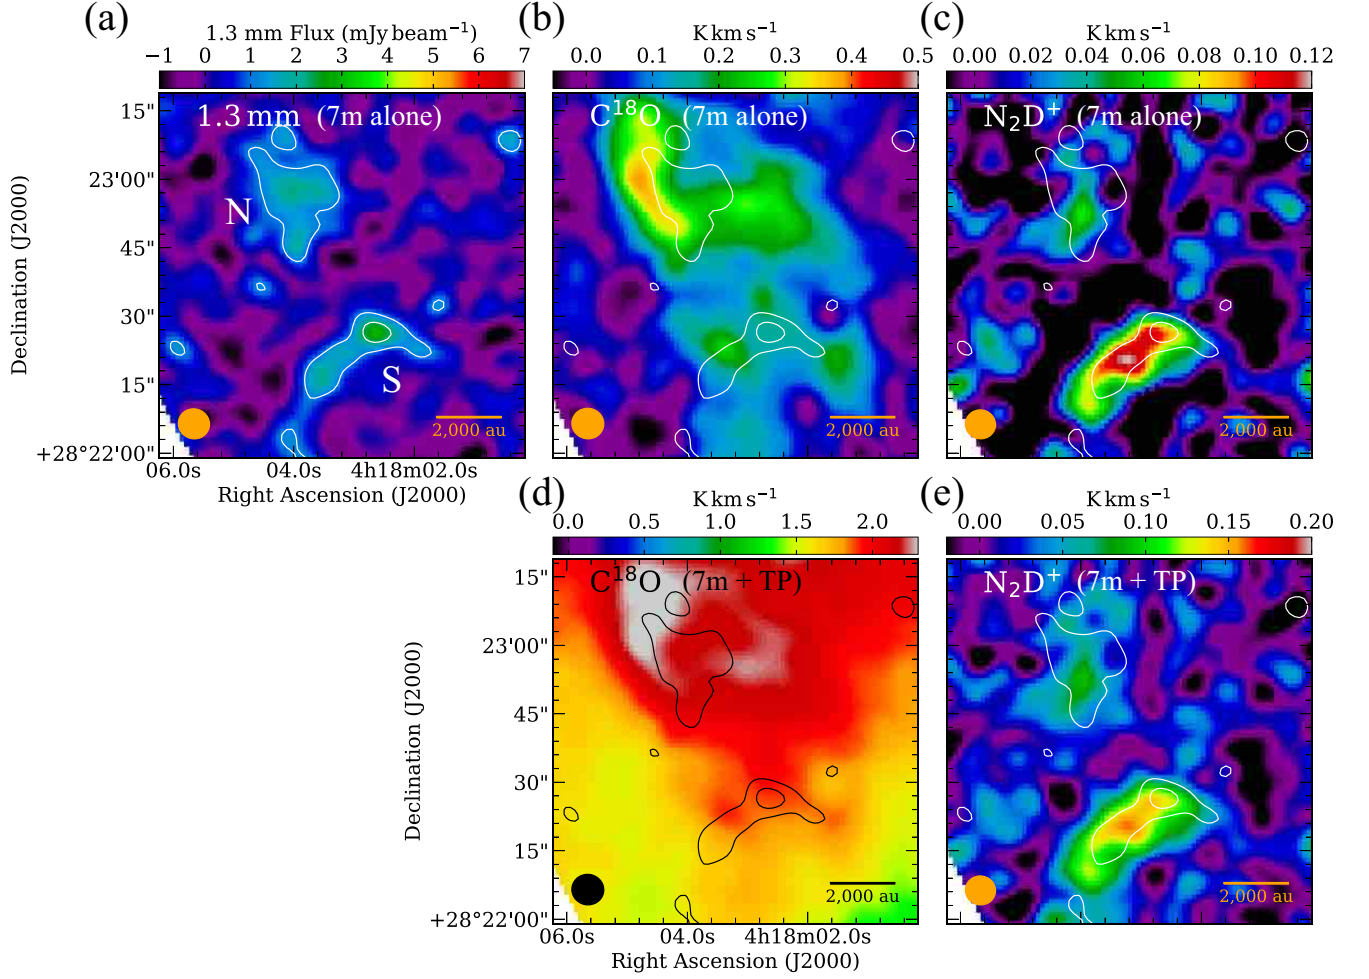 (a)
1.3 mm Flux (mJy beam⁻¹)
−1 0 1 2 3 4 5 6 7
1.3 mm (7m alone)
N
S
2,000 au
15"
23'00"
45"
30"
15"
+28°22'00"
Declination (J2000)
06.0s 04.0s 4h18m02.0s
Right Ascension (J2000)
(b)
K km s⁻¹
0.0 0.1 0.2 0.3 0.4 0.5
C¹⁸O (7m alone)
2,000 au
(c)
K km s⁻¹
0.00 0.02 0.04 0.06 0.08 0.10 0.12
N₂D⁺ (7m alone)
2,000 au
(d)
K km s⁻¹
0.0 0.5 1.0 1.5 2.0
C¹⁸O (7m + TP)
2,000 au
15"
23'00"
45"
30"
15"
+28°22'00"
Declination (J2000)
06.0s 04.0s 4h18m02.0s
Right Ascension (J2000)
(e)
K km s⁻¹
0.00 0.05 0.10 0.15 0.20
N₂D⁺ (7m + TP)
2,000 au